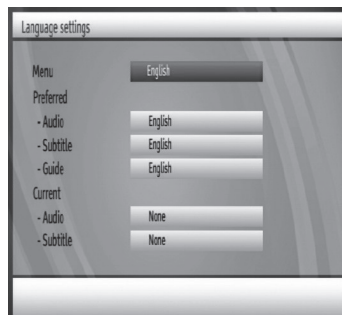 Language settings
Menu English
Preferred
- Audio English
- Subtitle English
- Guide English
Current
- Audio None
- Subtitle None